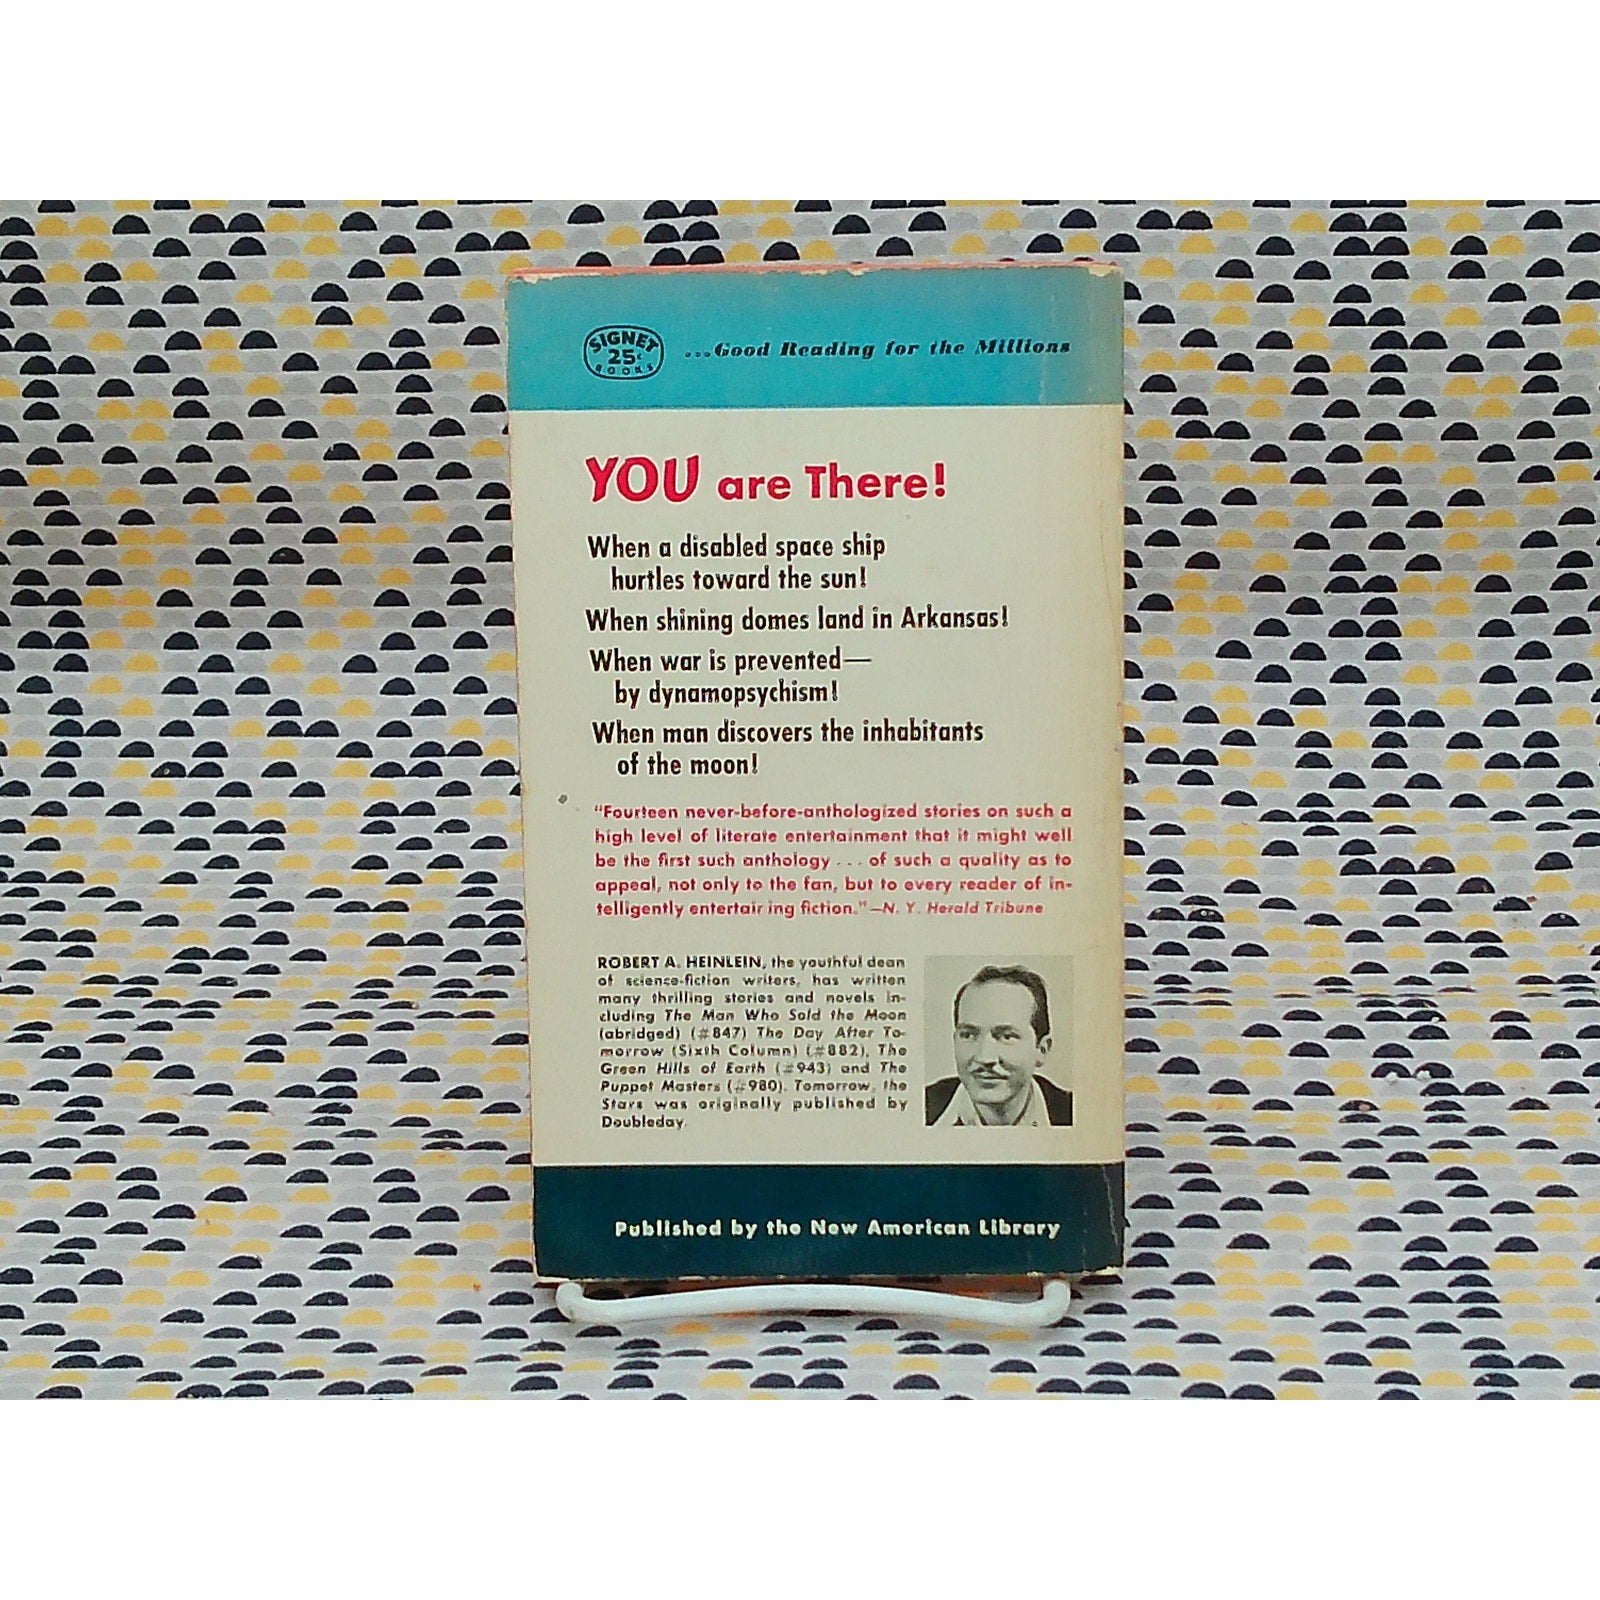 SIGNET
25¢
BOOKS
...Good Reading for the Millions
YOU are There!
When a disabled space ship
hurtles toward the sun!
When shining domes land in Arkansas!
When war is prevented—
by dynamopsychism!
When man discovers the inhabitants
of the moon!
"Fourteen never-before-anthologized stories on such a
high level of literate entertainment that it might well
be the first such anthology ... of such a quality as to
appeal, not only to the fan, but to every reader of in-
telligently entertaining fiction." —N. Y. Herald Tribune
ROBERT A. HEINLEIN, the youthful dean
of science-fiction writers, has written
many thrilling stories and novels in-
cluding The Man Who Sold the Moon
(abridged) (#847) The Day After To-
morrow (Sixth Column) (#882), The
Green Hills of Earth (#943) and The
Puppet Masters (#980). Tomorrow, the
Stars was originally published by
Doubleday.
Published by the New American Library